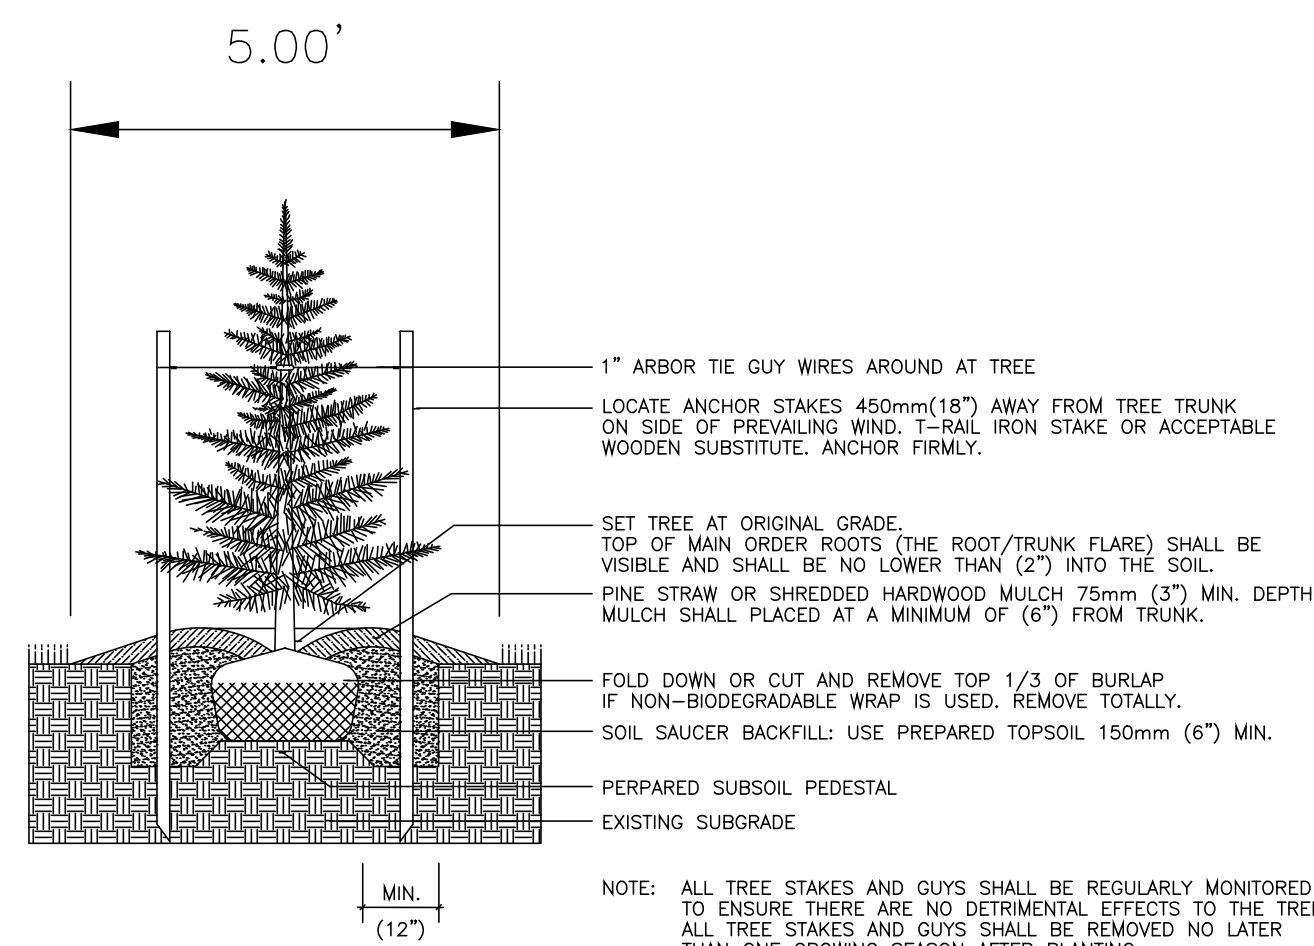 5.00'
1" ARBOR TIE GUY WIRES AROUND AT TREE
LOCATE ANCHOR STAKES 450mm(18") AWAY FROM TREE TRUNK
ON SIDE OF PREVAILING WIND. T-RAIL IRON STAKE OR ACCEPTABLE
WOODEN SUBSTITUTE. ANCHOR FIRMLY.
SET TREE AT ORIGINAL GRADE.
TOP OF MAIN ORDER ROOTS (THE ROOT/TRUNK FLARE) SHALL BE
VISIBLE AND SHALL BE NO LOWER THAN (2") INTO THE SOIL.
PINE STRAW OR SHREDDED HARDWOOD MULCH 75mm (3") MIN. DEPTH
MULCH SHALL PLACED AT A MINIMUM OF (6") FROM TRUNK.
FOLD DOWN OR CUT AND REMOVE TOP 1/3 OF BURLAP
IF NON-BIODEGRADABLE WRAP IS USED. REMOVE TOTALLY.
SOIL SAUCER BACKFILL: USE PREPARED TOPSOIL 150mm (6") MIN.
PERPARED SUBSOIL PEDESTAL
EXISTING SUBGRADE
MIN.
(12")
NOTE: ALL TREE STAKES AND GUYS SHALL BE REGULARLY MONITORED
TO ENSURE THERE ARE NO DETRIMENTAL EFFECTS TO THE TREE
ALL TREE STAKES AND GUYS SHALL BE REMOVED NO LATER
THAN ONE GROWING SEASON AFTER PLANTING